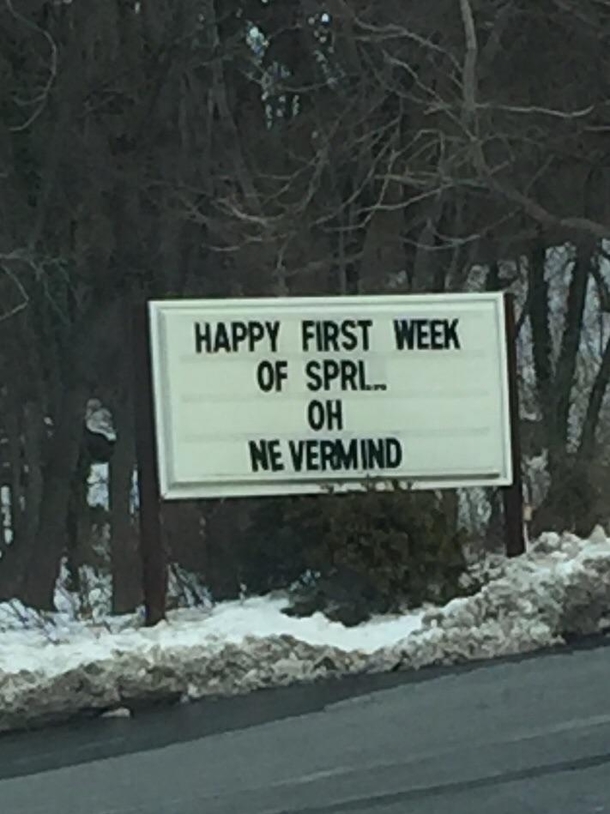 HAPPY FIRST WEEK
OF SPRI...
OH
NEVERMIND